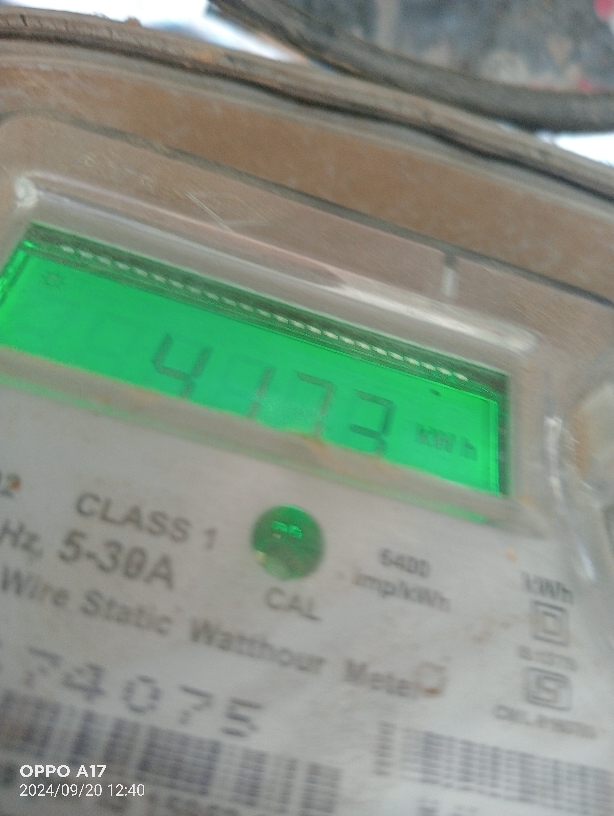 4173 kWh
CLASS 1
Hz, 5-30A
6400
imp/kWh
CAL
kWh
Wire Static Watthour Meter
74075
OPPO A17
2024/09/20 12:40